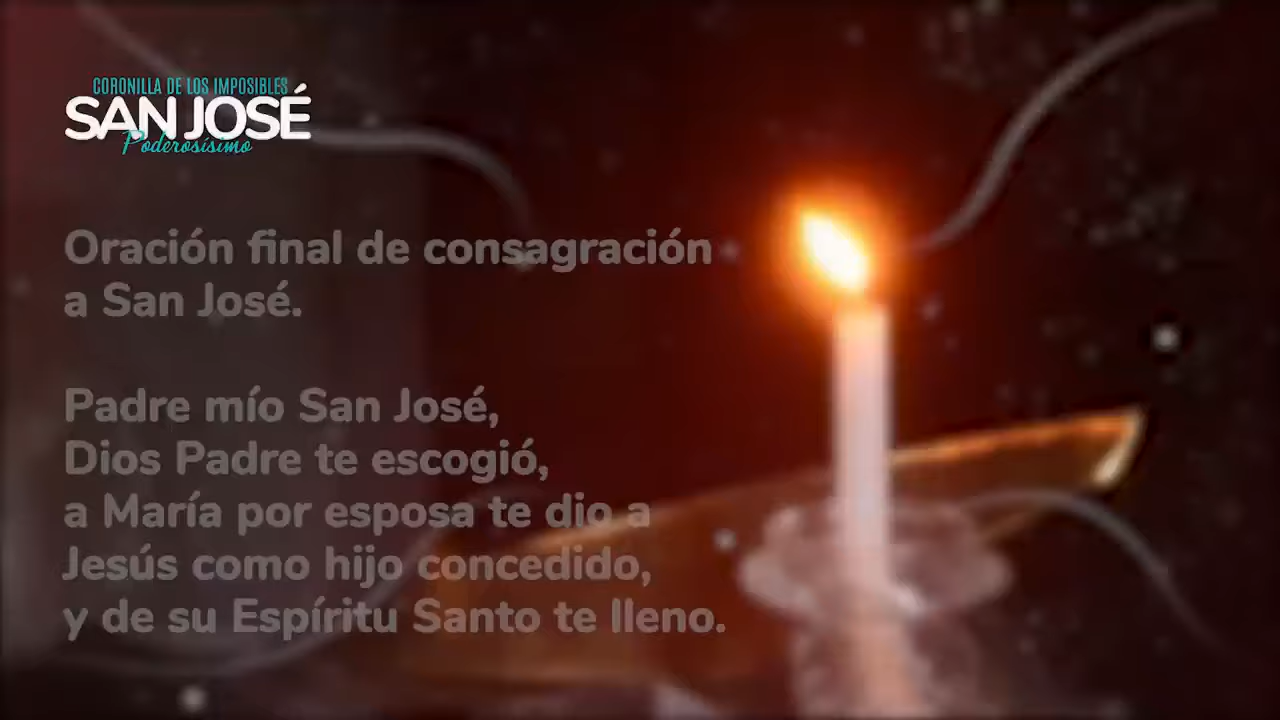 CORONILLA DE LOS IMPOSIBLES
SAN JOSÉ
Poderosísimo
Oración final de consagración
a San José.
Padre mío San José,
Dios Padre te escogió,
a María por esposa te dio a
Jesús como hijo concedido,
y de su Espíritu Santo te lleno.